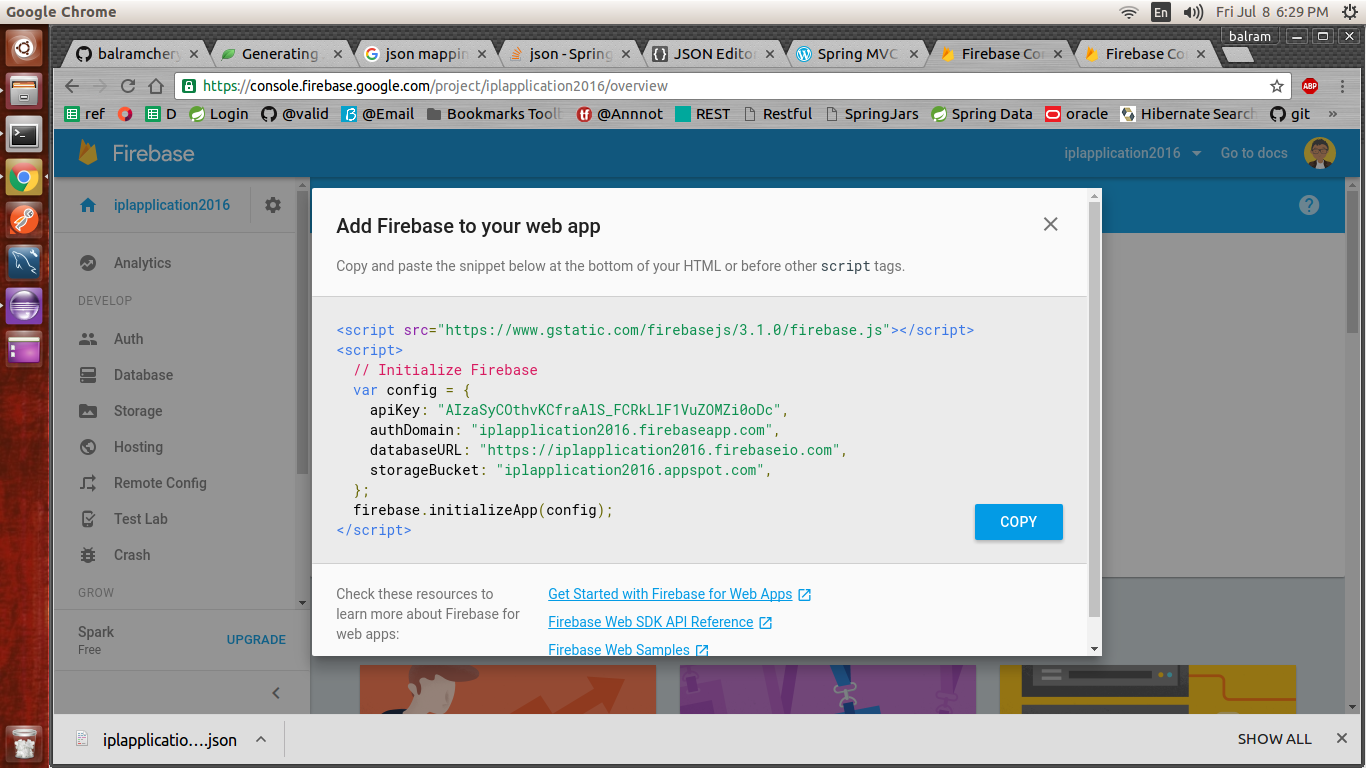 Google Chrome
En
Fri Jul 8 6:29 PM
balramchery
Generating
json mappin
json - Spring
JSON Editor
Spring MVC
Firebase Co
Firebase Co
balram
https://console.firebase.google.com/project/iplapplication2016/overview
ABP
ref
D
Login
@valid
@Email
Bookmarks Toolb
@Annnot
REST
Restful
SpringJars
Spring Data
oracle
Hibernate Search
git
»
Firebase
iplapplication2016
Go to docs
iplapplication2016
Analytics
DEVELOP
Auth
Database
Storage
Hosting
Remote Config
Test Lab
Crash
GROW
Spark
Free
UPGRADE
Add Firebase to your web app
Copy and paste the snippet below at the bottom of your HTML or before other script tags.
<script src="https://www.gstatic.com/firebasejs/3.1.0/firebase.js"></script>
<script>
// Initialize Firebase
var config = {
apiKey: "AIzaSyCOthvKCfraAlS_FCRkLlF1VuZOMZi0oDc",
authDomain: "iplapplication2016.firebaseapp.com",
databaseURL: "https://iplapplication2016.firebaseio.com",
storageBucket: "iplapplication2016.appspot.com",
};
firebase.initializeApp(config);
</script>
COPY
Check these resources to
learn more about Firebase for
web apps:
Get Started with Firebase for Web Apps
Firebase Web SDK API Reference
Firebase Web Samples
iplapplicatio....json
SHOW ALL